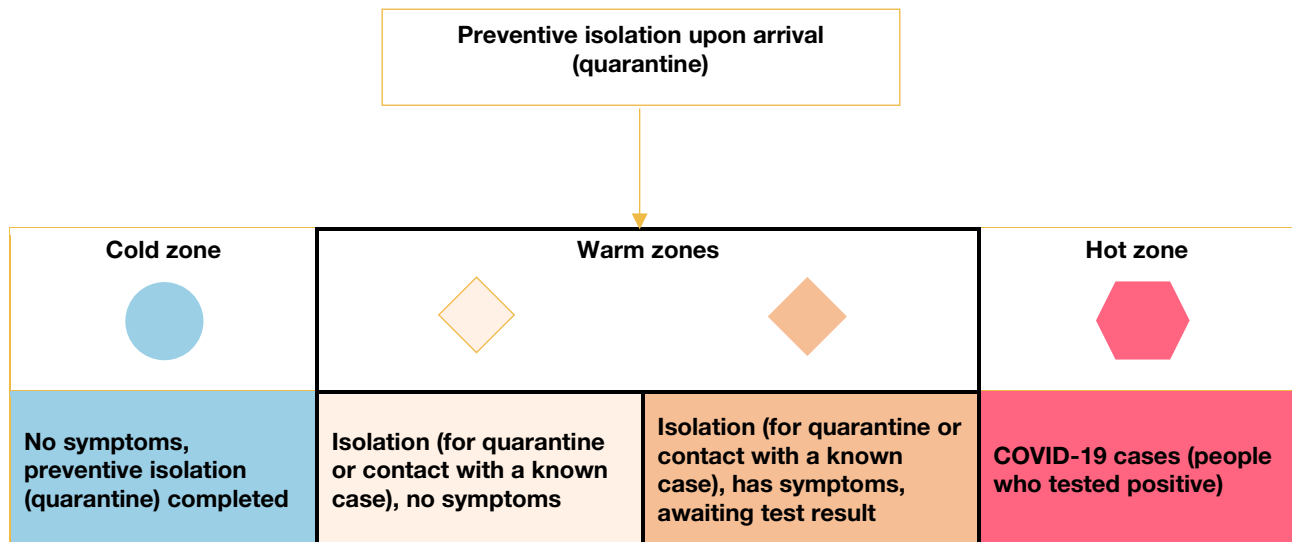 Preventive isolation upon arrival
(quarantine)
Cold zone
Warm zones
Hot zone
No symptoms,
preventive isolation
(quarantine) completed
Isolation (for quarantine
or contact with a known
case), no symptoms
Isolation (for quarantine or
contact with a known
case), has symptoms,
awaiting test result
COVID-19 cases (people
who tested positive)